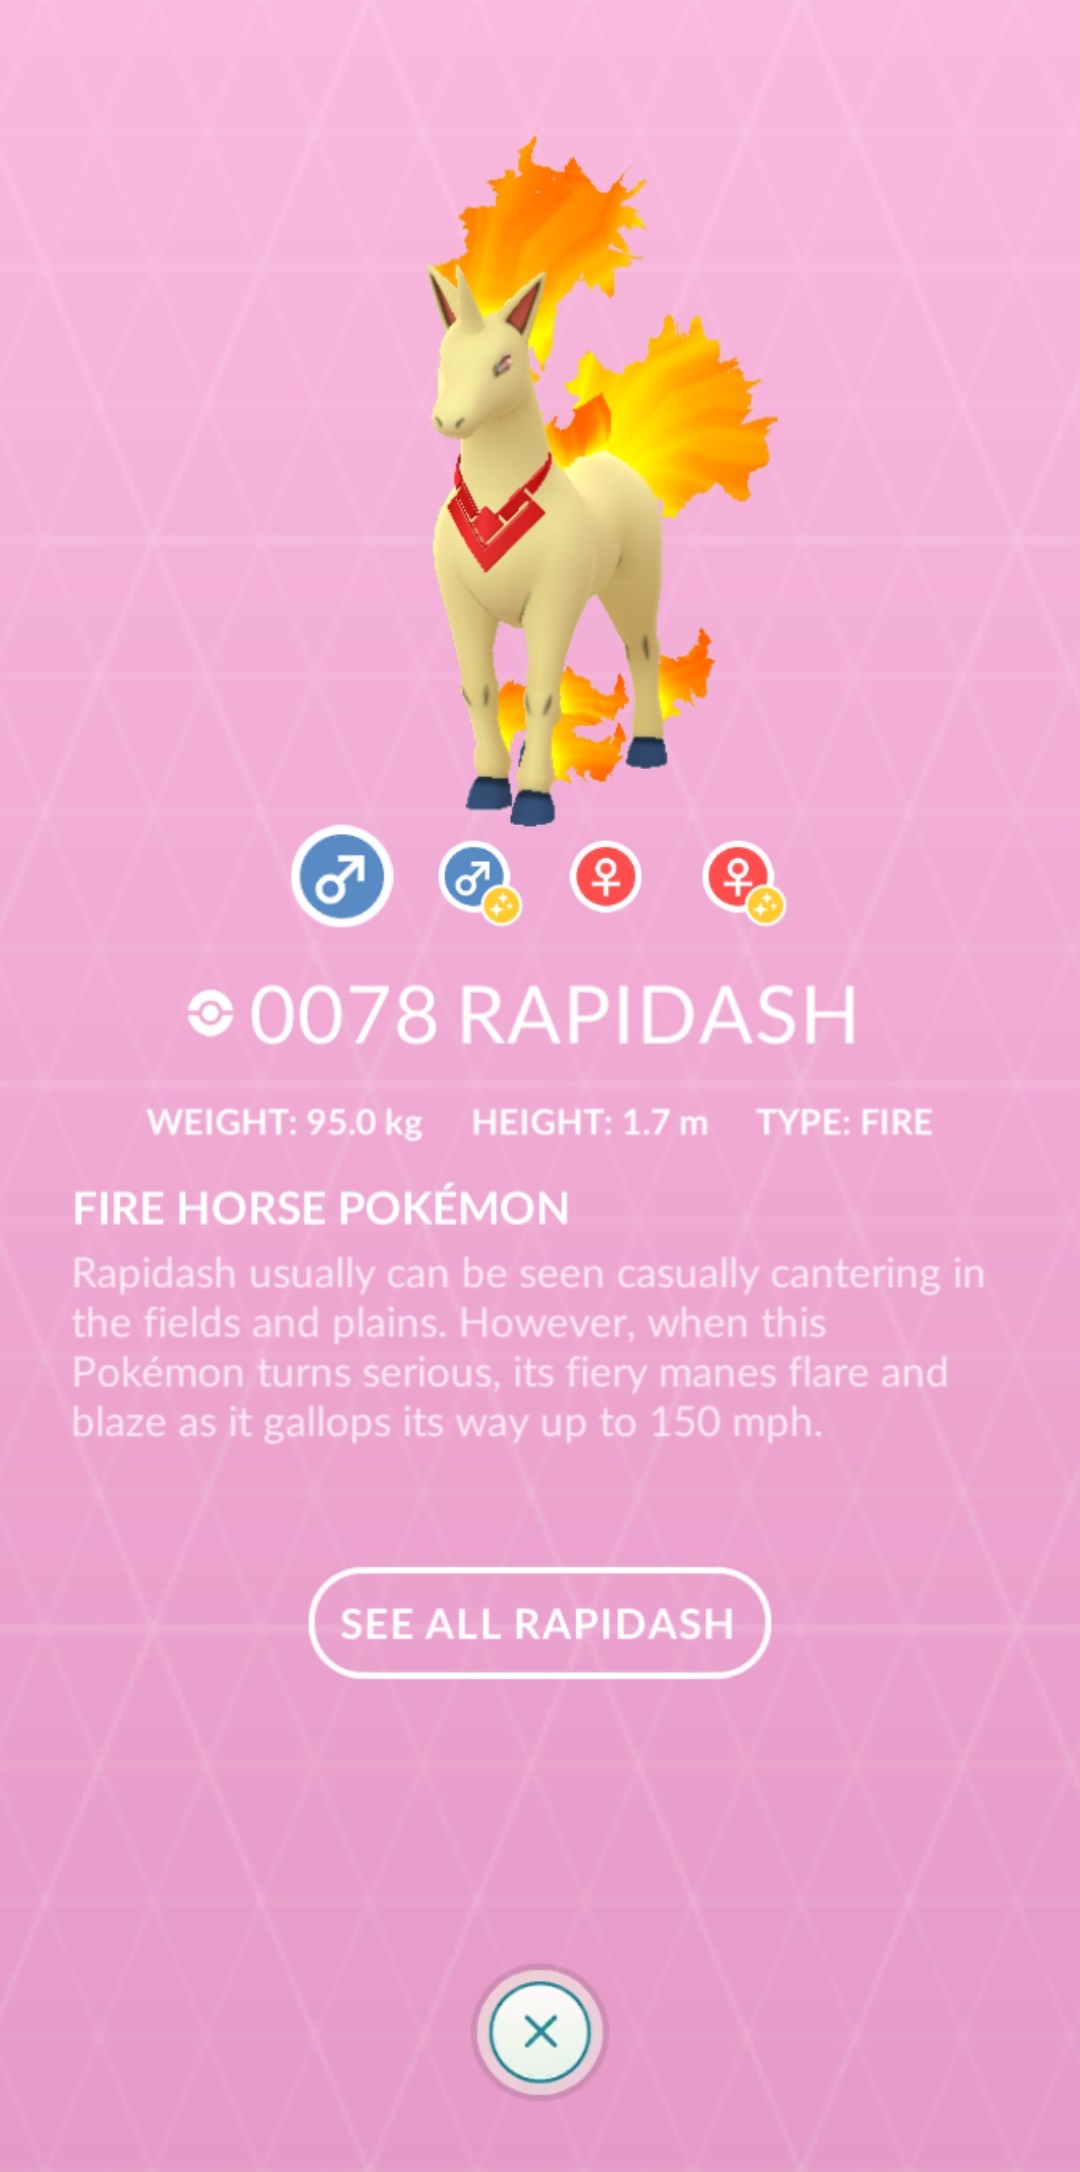 0078 RAPIDASH
WEIGHT: 95.0 kg HEIGHT: 1.7 m TYPE: FIRE
FIRE HORSE POKÉMON
Rapidash usually can be seen casually cantering in
the fields and plains. However, when this
Pokémon turns serious, its fiery manes flare and
blaze as it gallops its way up to 150 mph.
SEE ALL RAPIDASH